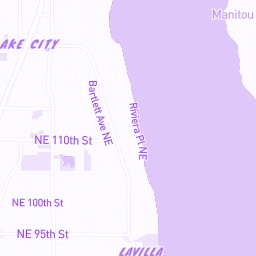 Manitou
AKE CITY
Bartlett Ave NE
Riviera Pl NE
NE 110th St
NE 100th St
NE 95th St
LAVILLA